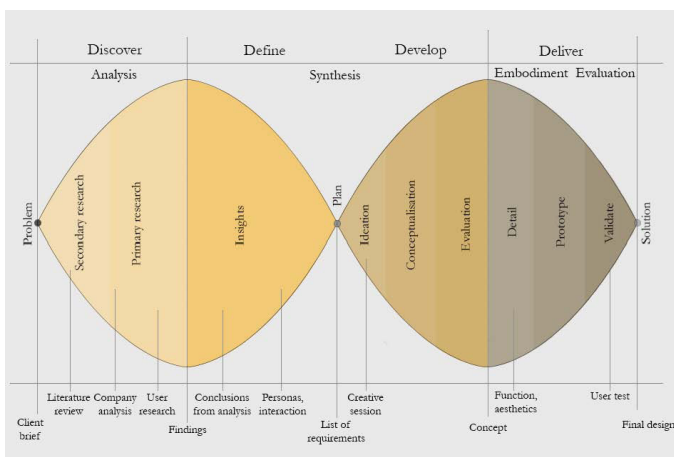 Discover
Define
Develop
Deliver
Analysis
Synthesis
Embodiment
Evaluation
Problem
Secondary research
Primary research
Insights
Plan
Ideation
Conceptualisation
Evaluation
Detail
Prototype
Validate
Solution
Client
brief
Literature
review
Company
analysis
User
research
Findings
Conclusions
from analysis
Personas,
interaction
List of
requirements
Creative
session
Concept
Function,
aesthetics
User test
Final design